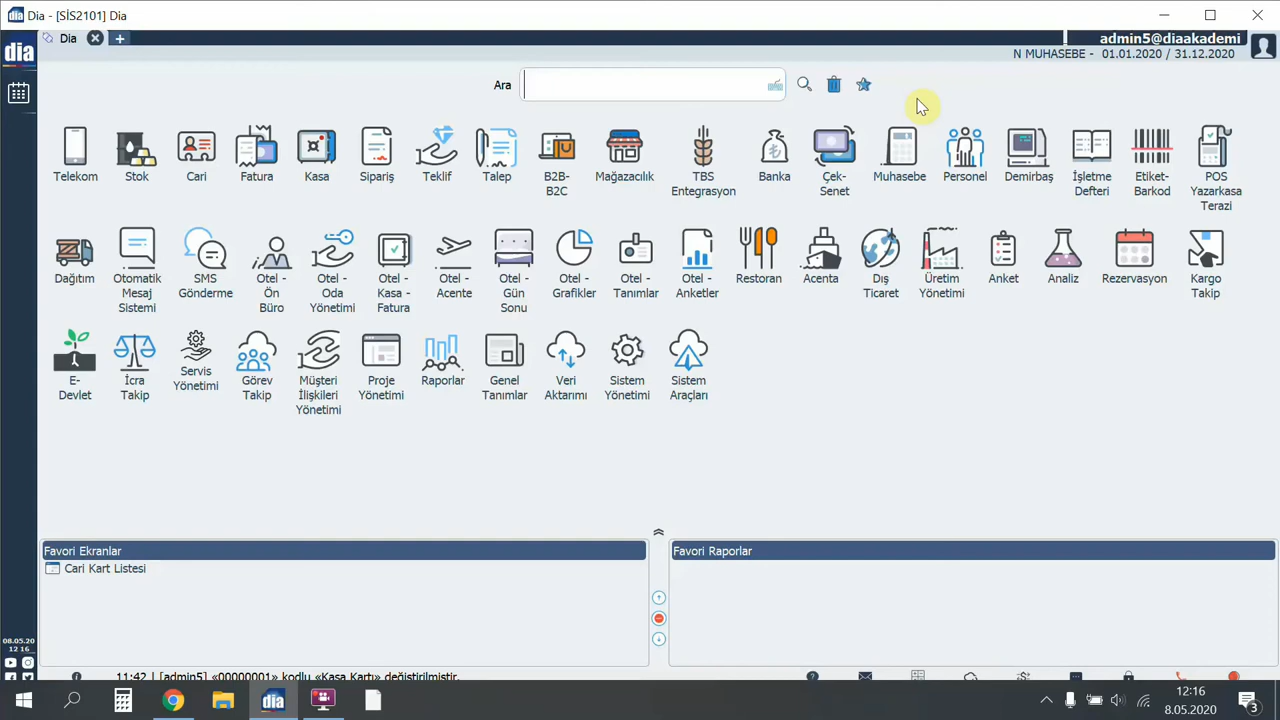 dia Dia - [SİS2101] Dia
Dia
admin5@diaakademi
dia
N MUHASEBE - 01.01.2020 / 31.12.2020
Ara
Telekom
Stok
Cari
Fatura
Kasa
Sipariş
Teklif
Talep
B2B-
B2C
Mağazacılık
TBS
Entegrasyon
Banka
Çek-
Senet
Muhasebe
Personel
Demirbaş
İşletme
Defteri
Etiket-
Barkod
POS
Yazarkasa
Terazi
Dağıtım
Otomatik
Mesaj
Sistemi
SMS
Gönderme
Otel -
Ön
Büro
Otel -
Oda
Yönetimi
Otel -
Kasa -
Fatura
Otel -
Acente
Otel -
Gün
Sonu
Otel -
Grafikler
Otel -
Tanımlar
Otel -
Anketler
Restoran
Acenta
Dış
Ticaret
Üretim
Yönetimi
Anket
Analiz
Rezervasyon
Kargo
Takip
E-
Devlet
İcra
Takip
Servis
Yönetimi
Görev
Takip
Müşteri
İlişkileri
Yönetimi
Proje
Yönetimi
Raporlar
Genel
Tanımlar
Veri
Aktarımı
Sistem
Yönetimi
Sistem
Araçları
Favori Ekranlar
Favori Raporlar
Cari Kart Listesi
08.05.20
12 16
11:42 | [admin5] «00000001» kodlu «Kasa Kartı» değiştirilmiştir.
dia
12:16
8.05.2020
3